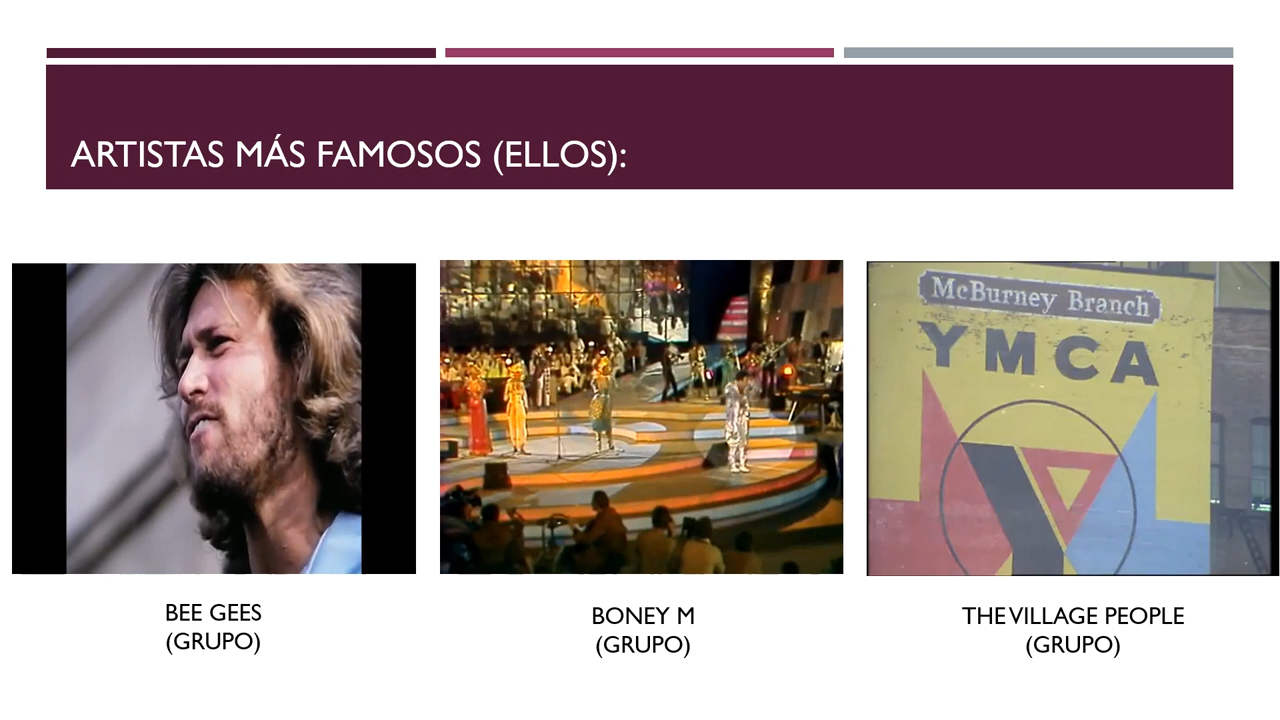 ARTISTAS MÁS FAMOSOS (ELLOS):
McBurney Branch
YMCA
BEE GEES
(GRUPO)
BONEY M
(GRUPO)
THE VILLAGE PEOPLE
(GRUPO)